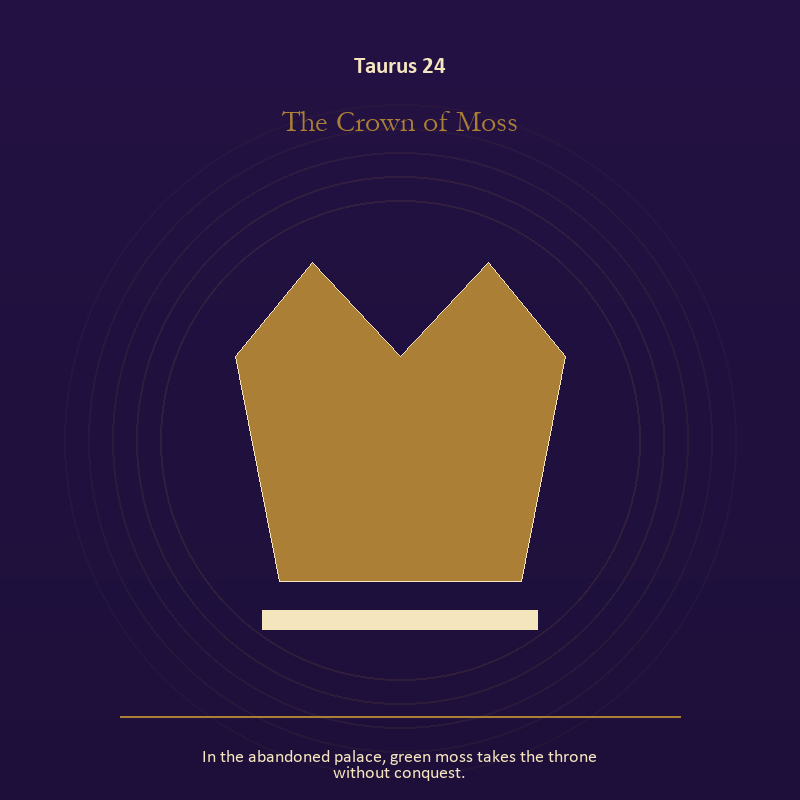 Taurus 24
The Crown of Moss
In the abandoned palace, green moss takes the throne
without conquest.